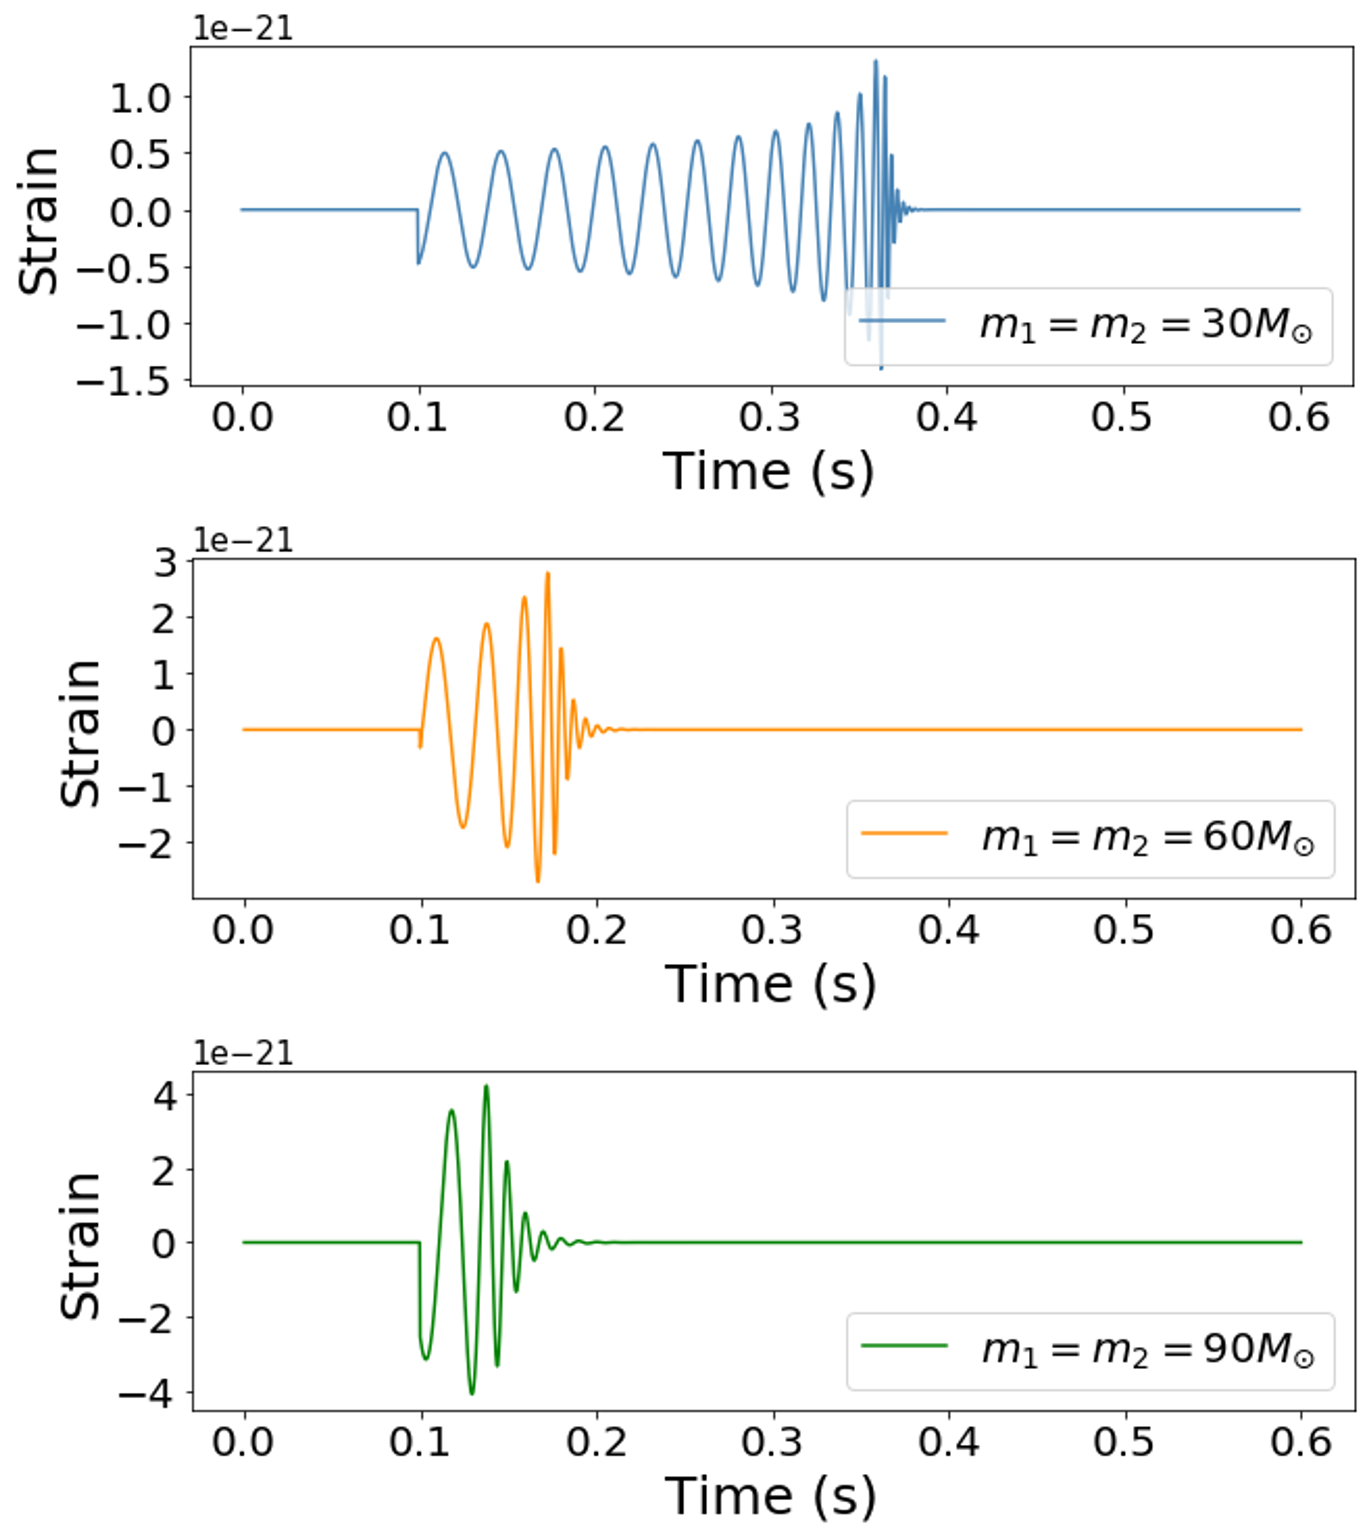 1e−21
1.0
0.5
0.0
−0.5
−1.0
−1.5
Strain
m₁ = m₂ = 30M⊙
0.0 0.1 0.2 0.3 0.4 0.5 0.6
Time (s)
1e−21
3
2
1
0
−1
−2
Strain
m₁ = m₂ = 60M⊙
0.0 0.1 0.2 0.3 0.4 0.5 0.6
Time (s)
1e−21
4
2
0
−2
−4
Strain
m₁ = m₂ = 90M⊙
0.0 0.1 0.2 0.3 0.4 0.5 0.6
Time (s)